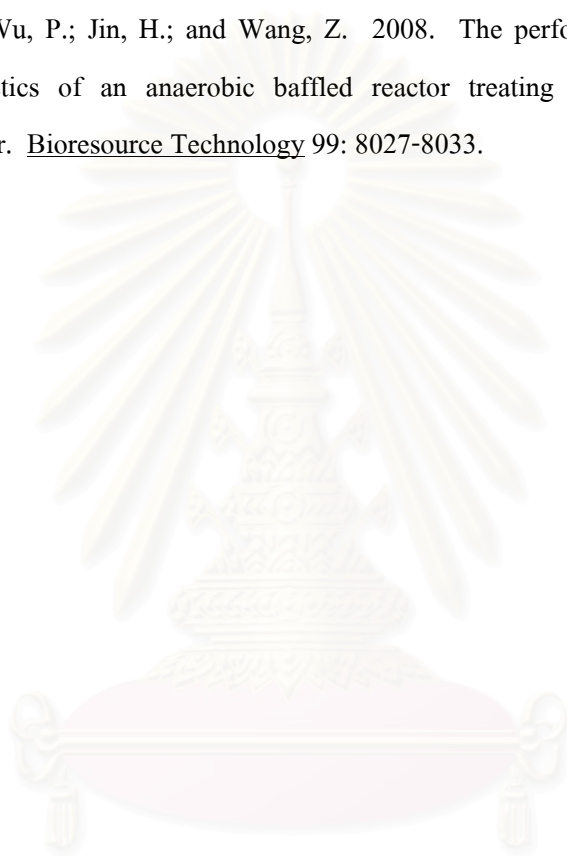 Wu, P.; Jin, H.; and Wang, Z. 2008. The perfo
tics of an anaerobic baffled reactor treating
r. Bioresource Technology 99: 8027-8033.